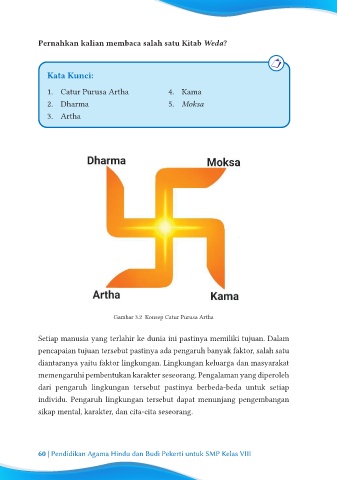 Pernahkan kalian membaca salah satu Kitab Weda?
Kata Kunci:
1. Catur Purusa Artha
2. Dharma
3. Artha
4. Kama
5. Moksa
Dharma Moksa
Artha Kama
Gambar 3.2 Konsep Catur Purusa Artha
Setiap manusia yang terlahir ke dunia ini pastinya memiliki tujuan. Dalam
pencapaian tujuan tersebut pastinya ada pengaruh banyak faktor, salah satu
diantaranya yaitu faktor lingkungan. Lingkungan keluarga dan masyarakat
memengaruhi pembentukan karakter seseorang. Pengalaman yang diperoleh
dari pengaruh lingkungan tersebut pastinya berbeda-beda untuk setiap
individu. Pengaruh lingkungan tersebut dapat menunjang pengembangan
sikap mental, karakter, dan cita-cita seseorang.
60 | Pendidikan Agama Hindu dan Budi Pekerti untuk SMP Kelas VIII